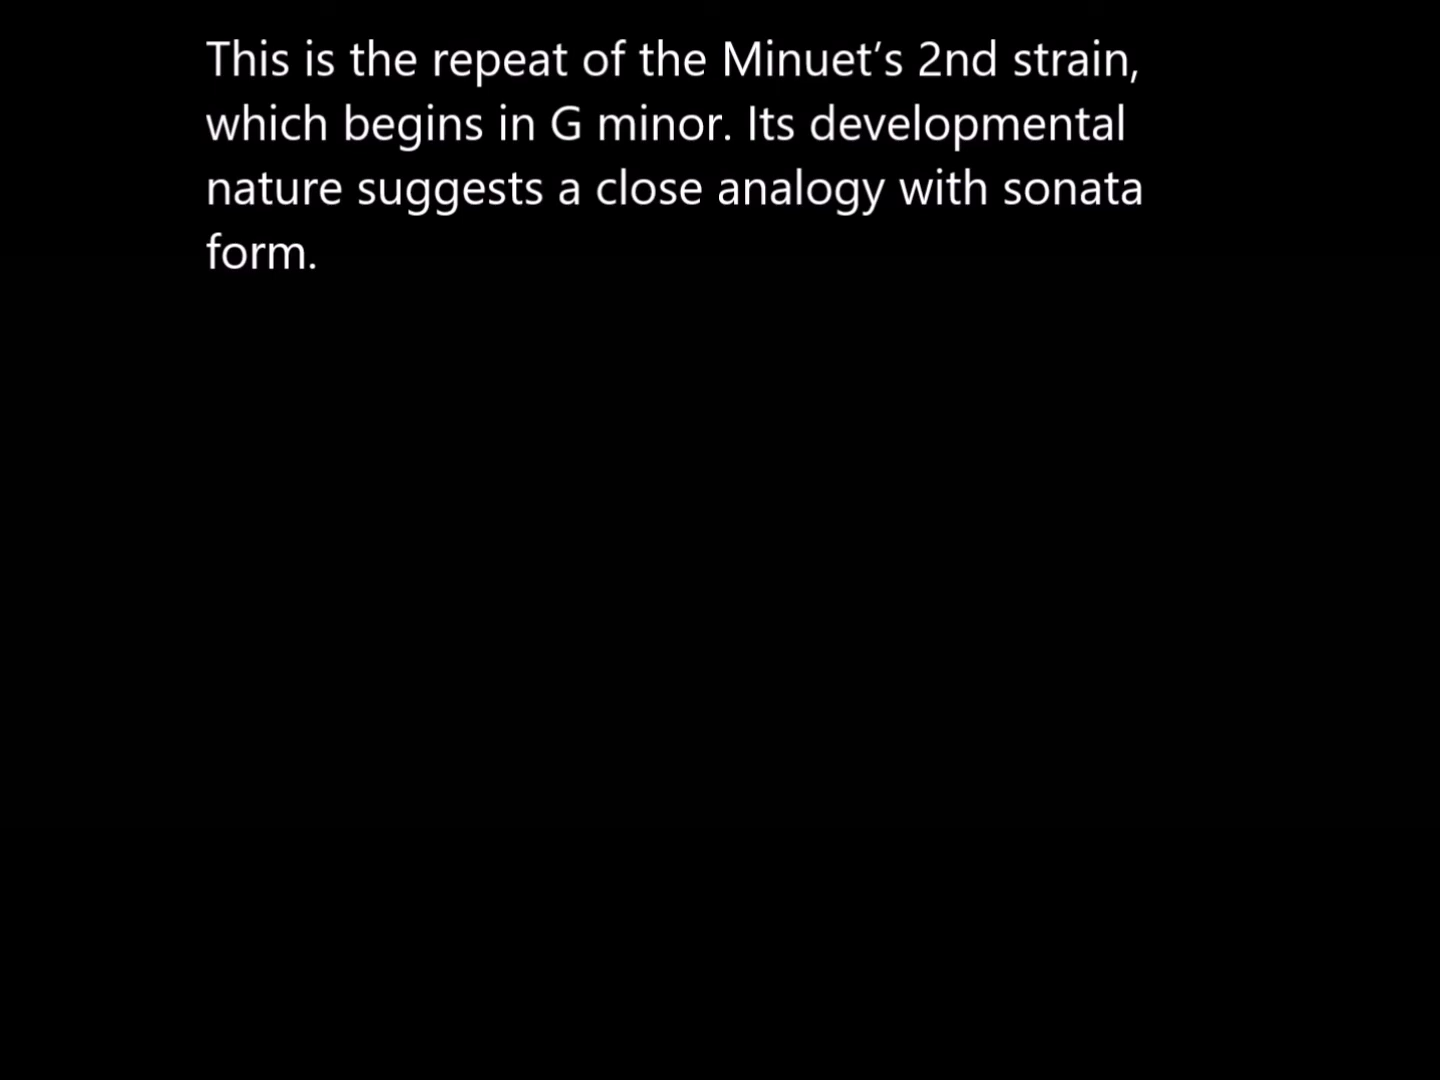 This is the repeat of the Minuet’s 2nd strain,
which begins in G minor. Its developmental
nature suggests a close analogy with sonata
form.